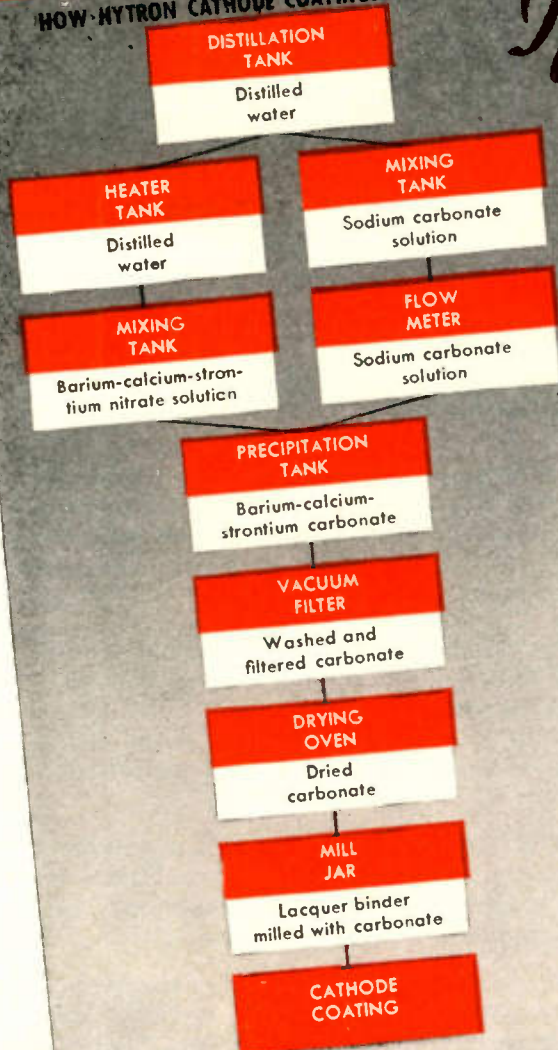 HOW HYTRON CATHODE
DISTILLATION
TANK
Distilled
water
HEATER
TANK
Distilled
water
MIXING
TANK
Sodium carbonate
solution
MIXING
TANK
Barium-calcium-stron-
tium nitrate solution
FLOW
METER
Sodium carbonate
solution
PRECIPITATION
TANK
Barium-calcium-
strontium carbonate
VACUUM
FILTER
Washed and
filtered carbonate
DRYING
OVEN
Dried
carbonate
MILL
JAR
Lacquer binder
milled with carbonate
CATHODE
COATING